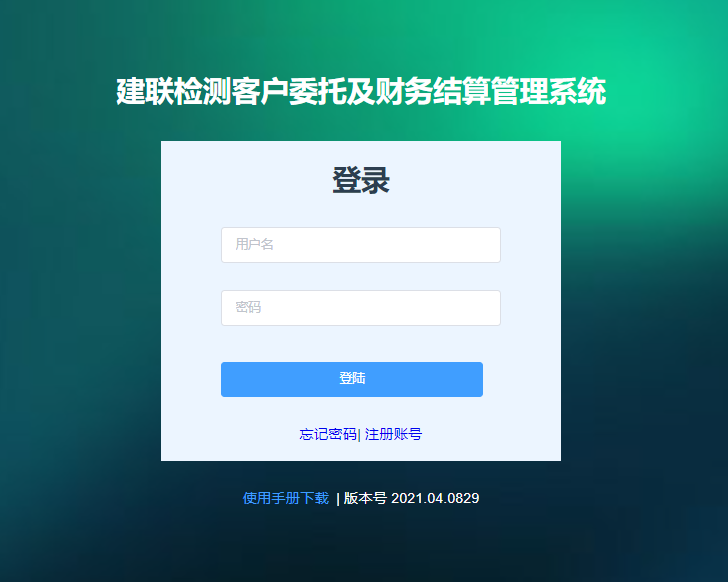 建联检测客户委托及财务结算管理系统
登录
用户名
密码
登陆
忘记密码| 注册账号
使用手册下载 | 版本号 2021.04.0829